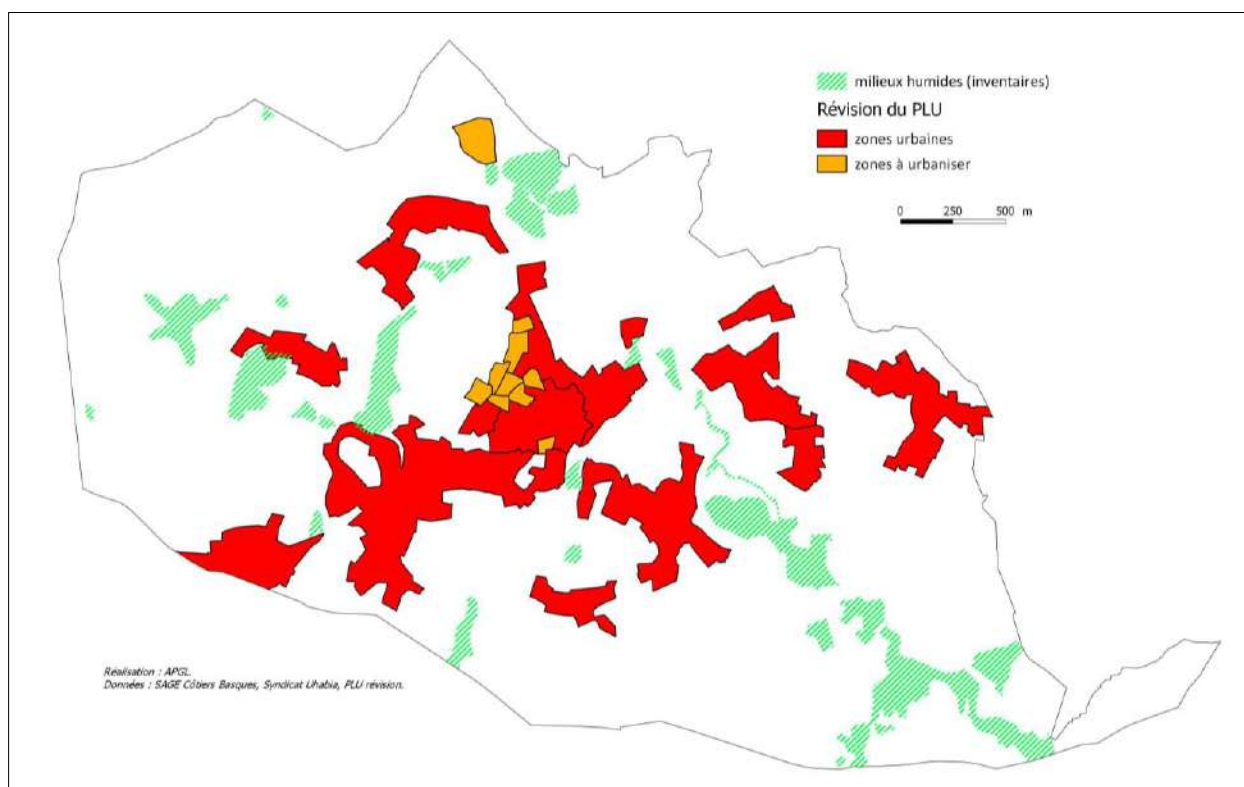 milieux humides (inventaires)
Révision du PLU
zones urbaines
zones à urbaniser
0 250 500 m
Réalisation : APGL.
Données : SAGE Côtiers Basques, Syndicat Uhabia, PLU révision.